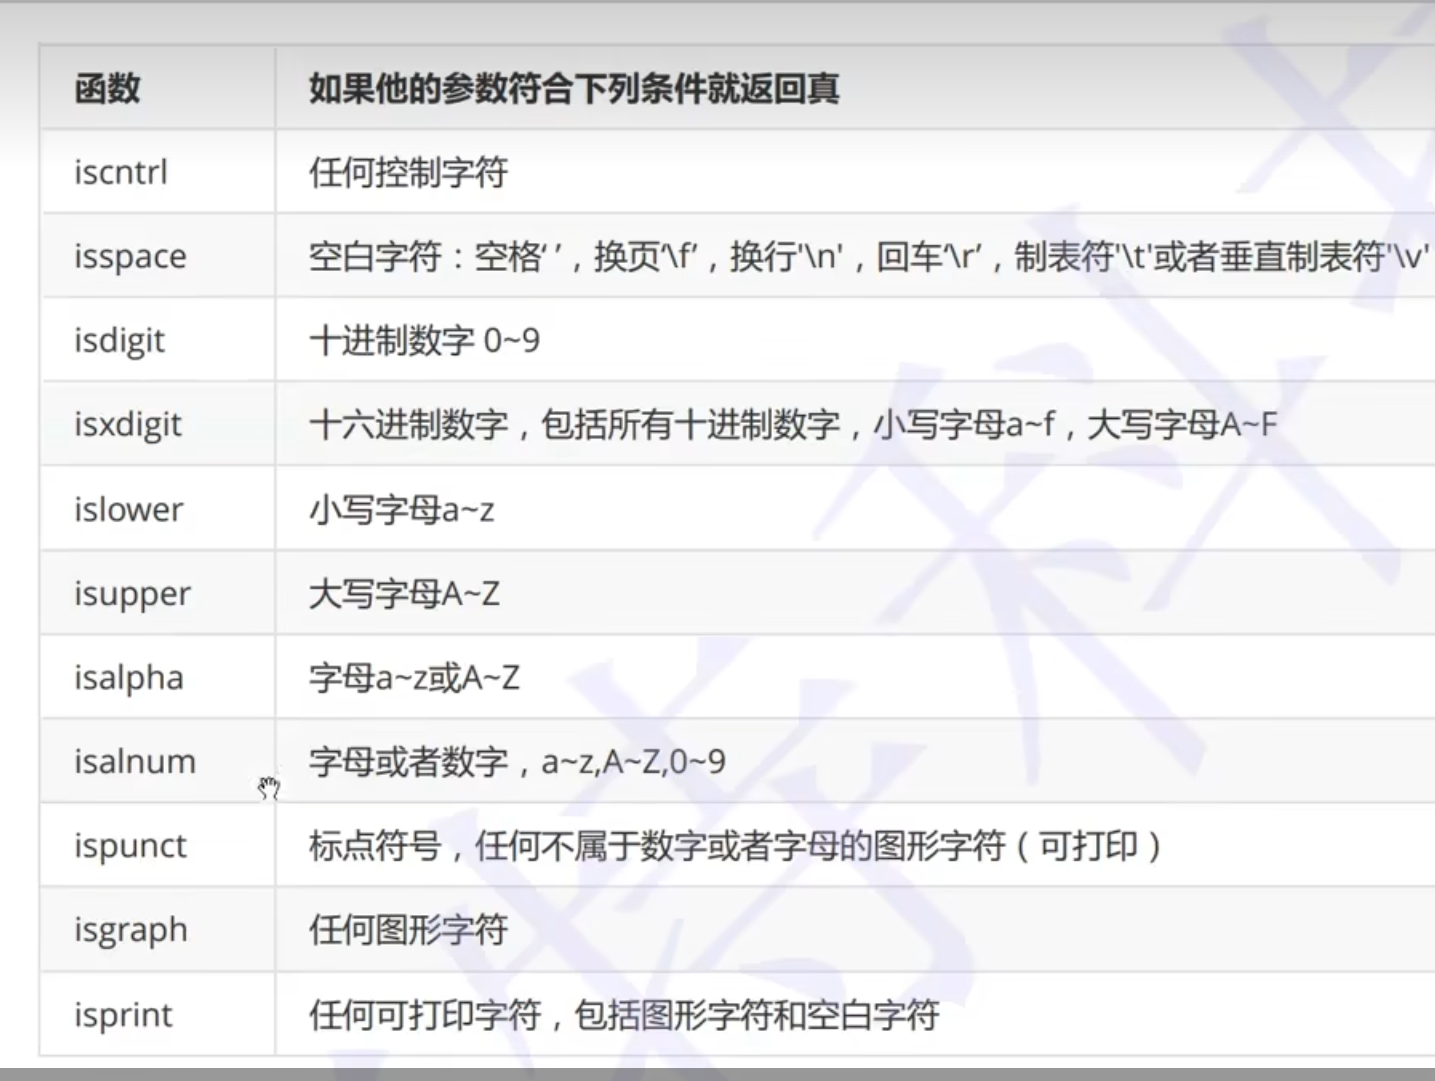 函数 如果他的参数符合下列条件就返回真
iscntrl 任何控制字符
isspace 空白字符：空格‘ ’，换页‘\f’，换行'\n'，回车‘\r’，制表符'\t'或者垂直制表符'\v'
isdigit 十进制数字 0~9
isxdigit 十六进制数字，包括所有十进制数字，小写字母a~f，大写字母A~F
islower 小写字母a~z
isupper 大写字母A~Z
isalpha 字母a~z或A~Z
isalnum 字母或者数字，a~z,A~Z,0~9
ispunct 标点符号，任何不属于数字或者字母的图形字符（可打印）
isgraph 任何图形字符
isprint 任何可打印字符，包括图形字符和空白字符